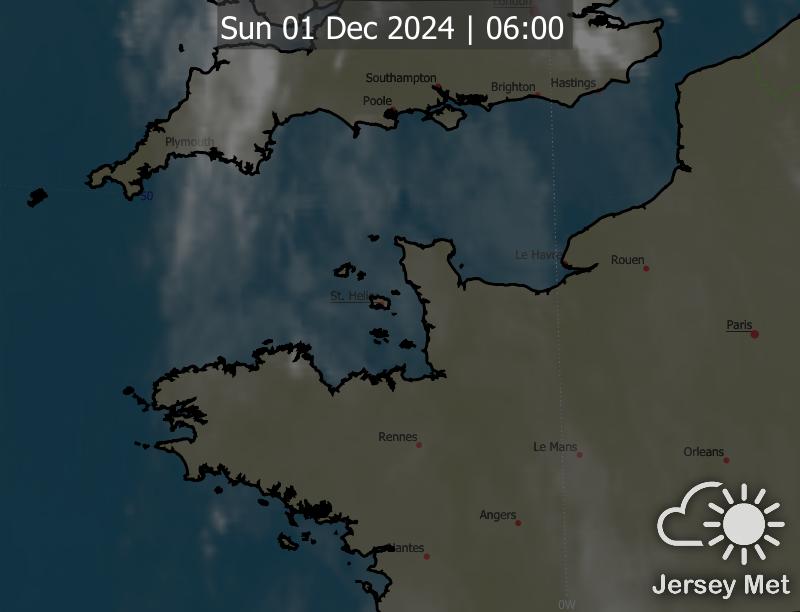 London
Sun 01 Dec 2024 | 06:00
Southampton
Brighton
Hastings
Poole
Plymouth
50
Le Havre
Rouen
St. Helier
Paris
Rennes
Le Mans
Orleans
Angers
Nantes
0W
Jersey Met